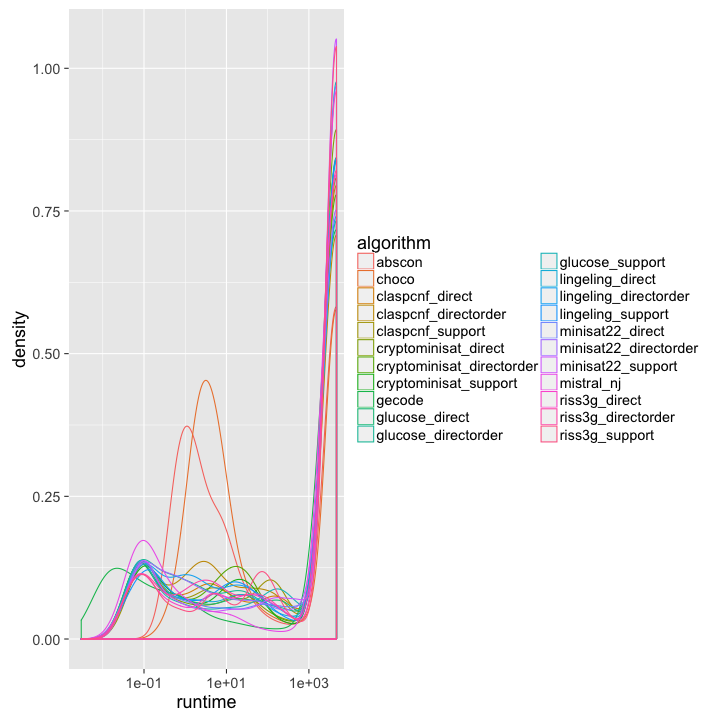 1.00
0.75
0.50
0.25
0.00
density
1e-01
1e+01
1e+03
runtime
algorithm
abscon
choco
claspcnf_direct
claspcnf_directorder
claspcnf_support
cryptominisat_direct
cryptominisat_directorder
cryptominisat_support
gecode
glucose_direct
glucose_directorder
glucose_support
lingeling_direct
lingeling_directorder
lingeling_support
minisat22_direct
minisat22_directorder
minisat22_support
mistral_nj
riss3g_direct
riss3g_directorder
riss3g_support